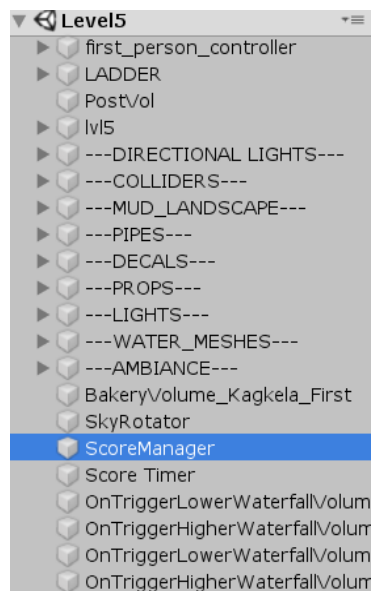 Level5
first_person_controller
LADDER
PostVol
lvl5
---DIRECTIONAL LIGHTS---
---COLLIDERS---
---MUD_LANDSCAPE---
---PIPES---
---DECALS---
---PROPS---
---LIGHTS---
---WATER_MESHES---
---AMBIANCE---
BakeryVolume_Kagkela_First
SkyRotator
ScoreManager
Score Timer
OnTriggerLowerWaterfallVolum
OnTriggerHigherWaterfallVolum
OnTriggerLowerWaterfallVolum
OnTriggerHigherWaterfallVolum